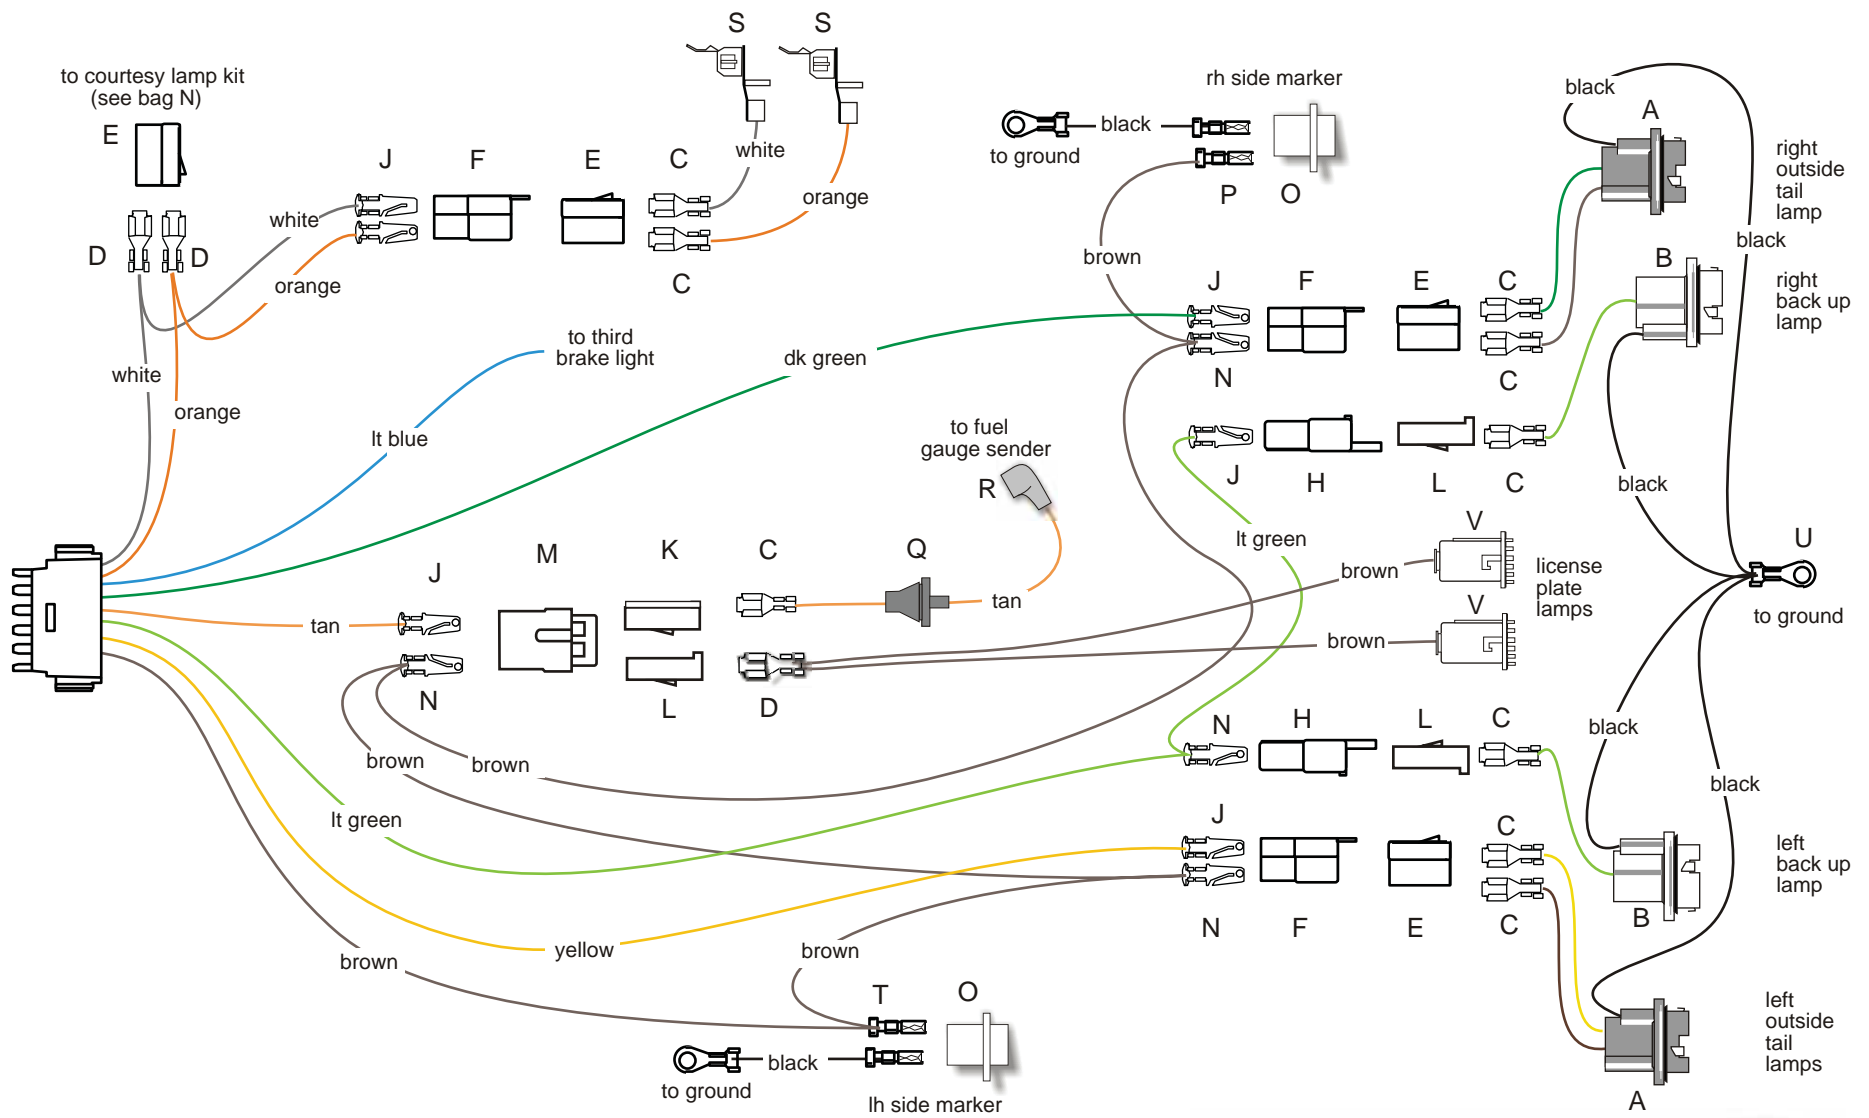 S S
to courtesy lamp kit
(see bag N)
rh side marker
black
A
E
black
J F E C
white
to ground
right
outside
tail
lamp
white
orange
P O
D D
black
brown
B
orange
C
J F E C
right
back up
lamp
to third
brake light
dk green
white
N C
orange
lt blue
to fuel
gauge sender
R
J H L C
black
V
lt green
U
J M K C Q
brown
license
plate
lamps
tan
tan
V
to ground
brown
N L D
N H L C
black
brown
brown
black
lt green
J C
left
back up
lamp
N F E C
B
yellow
brown
brown
T O
left
outside
tail
lamps
black
to ground
lh side marker
A